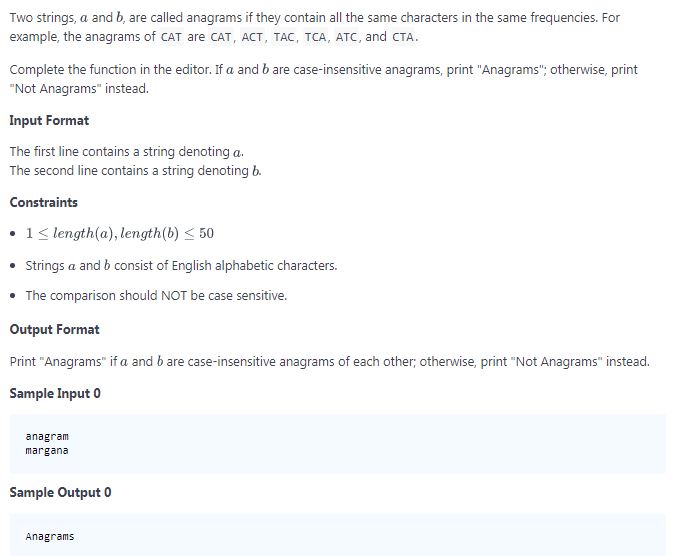 Two strings, a and b, are called anagrams if they contain all the same characters in the same frequencies. For
example, the anagrams of CAT are CAT, ACT, TAC, TCA, ATC, and CTA.
Complete the function in the editor. If a and b are case-insensitive anagrams, print "Anagrams"; otherwise, print
"Not Anagrams" instead.
Input Format
The first line contains a string denoting a.
The second line contains a string denoting b.
Constraints
• 1 ≤ length(a), length(b) ≤ 50
• Strings a and b consist of English alphabetic characters.
• The comparison should NOT be case sensitive.
Output Format
Print "Anagrams" if a and b are case-insensitive anagrams of each other; otherwise, print "Not Anagrams" instead.
Sample Input 0
anagram
margana
Sample Output 0
Anagrams